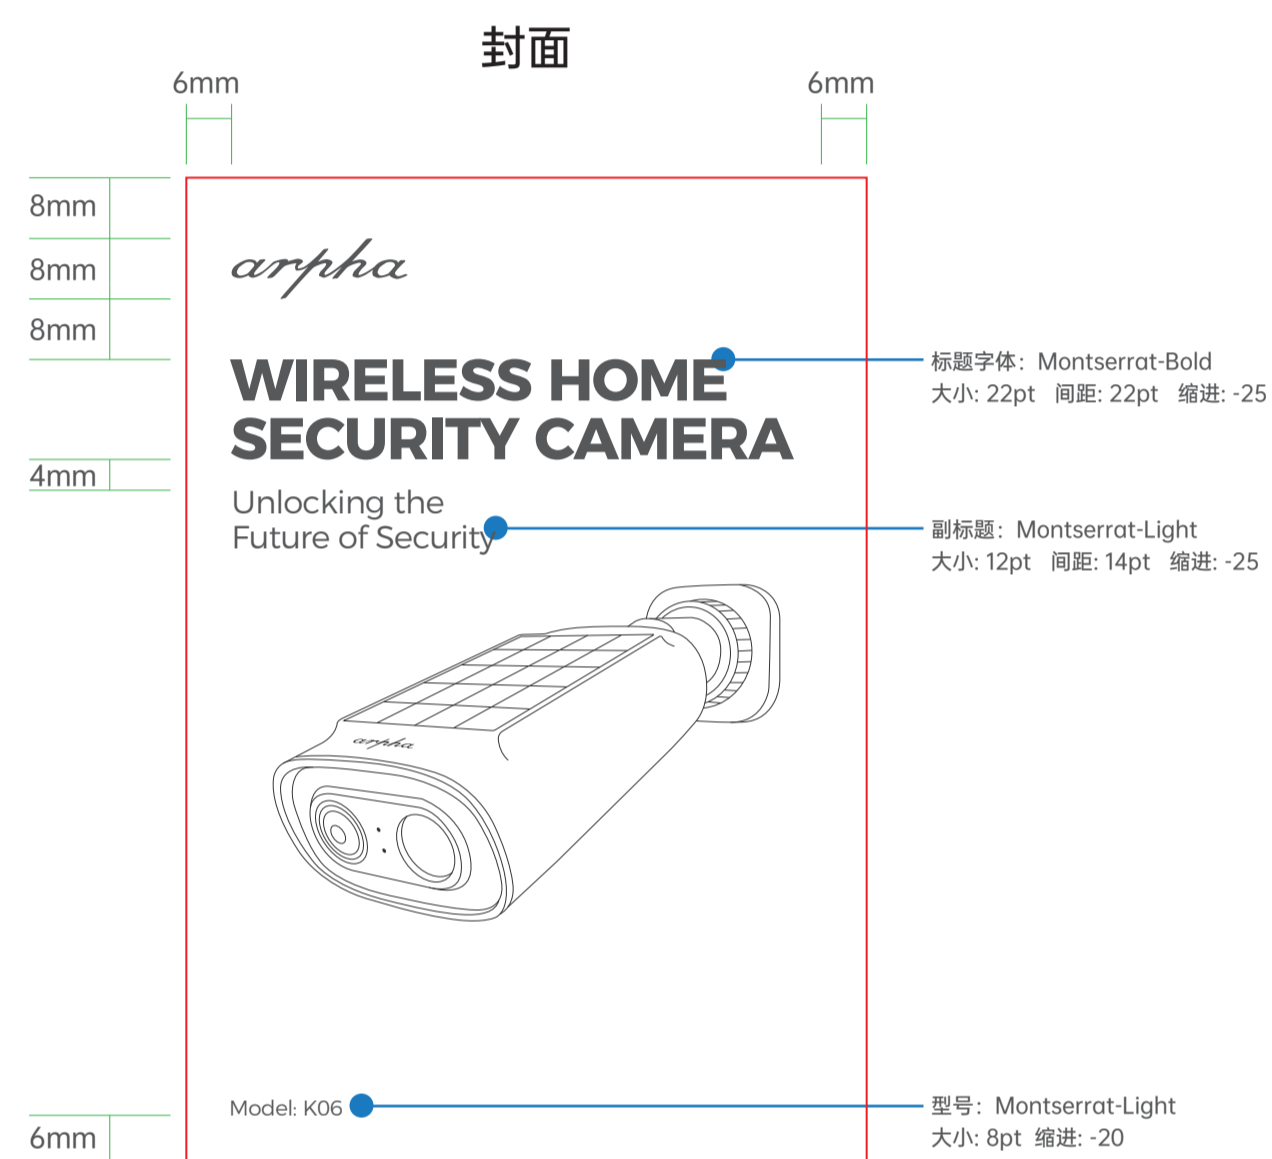 封面
6mm 6mm
8mm
8mm
8mm
arpha
WIRELESS HOME
SECURITY CAMERA
标题字体：Montserrat-Bold
大小: 22pt 间距: 22pt 缩进: -25
4mm
Unlocking the
Future of Security
副标题：Montserrat-Light
大小: 12pt 间距: 14pt 缩进: -25
arpha
Model: K06
型号：Montserrat-Light
大小: 8pt 缩进: -20
6mm